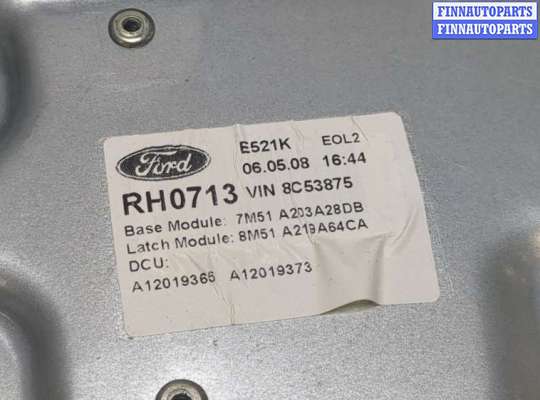 FINNAUTOPARTS
FINNAUTOPARTS
Ford
E521K EOL2
06.05.08 16:44
RH0713 VIN 8C53875
Base Module: 7M51 A203A28DB
Latch Module: 8M51 A219A64CA
DCU:
A12019366 A12019373